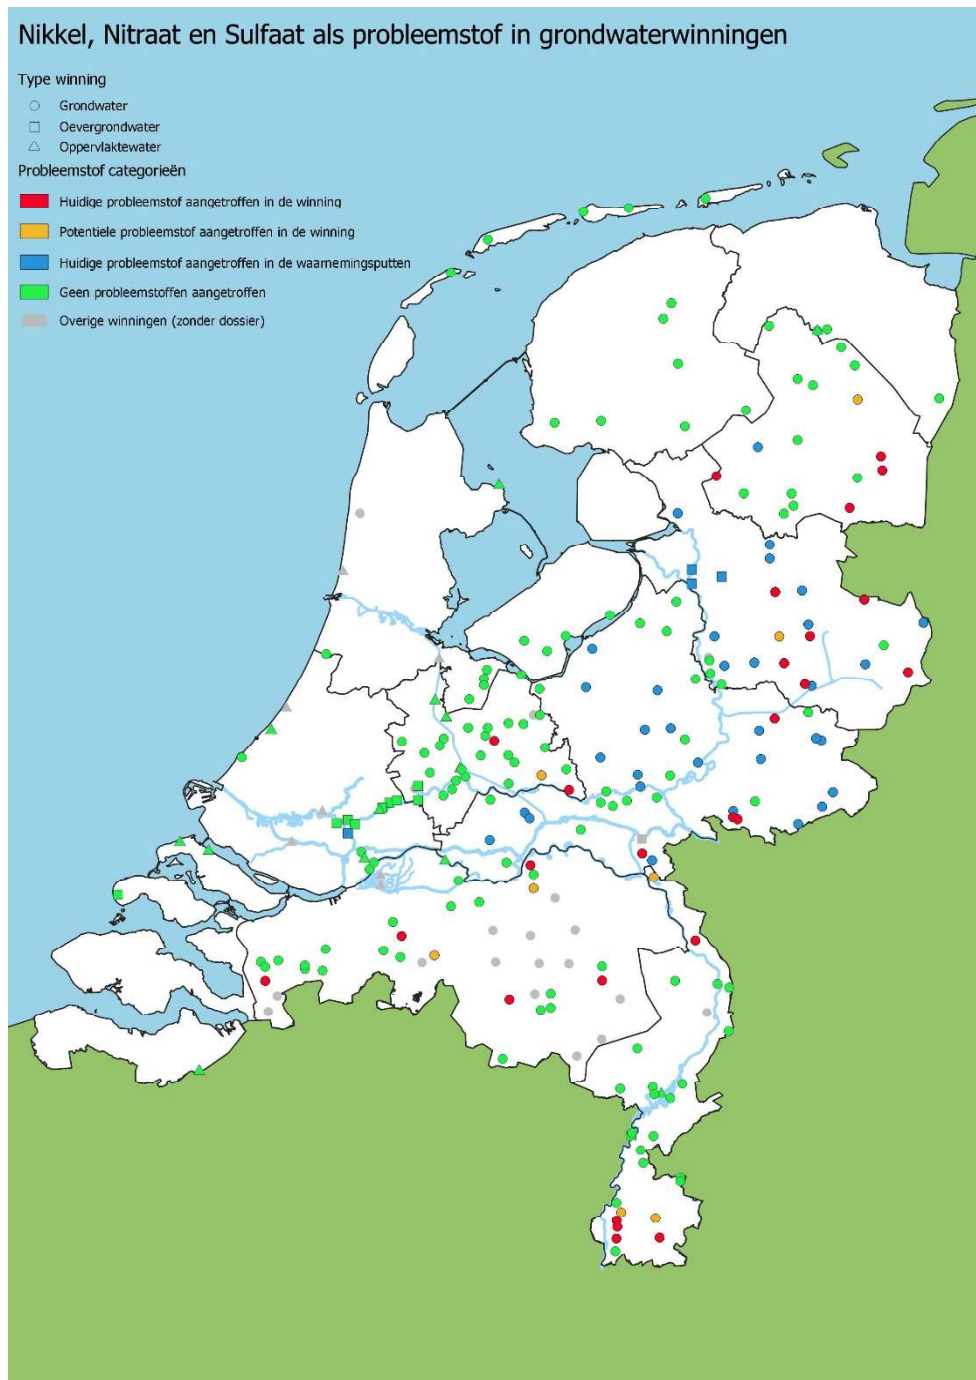 Nikkel, Nitraat en Sulfaat als probleemstof in grondwaterwinningen
Type winning
Grondwater
Oevergrondwater
Oppervlaktewater
Probleemstof categorieën
Huidige probleemstof aangetroffen in de winning
Potentiele probleemstof aangetroffen in de winning
Huidige probleemstof aangetroffen in de waarnemingsputten
Geen probleemstoffen aangetroffen
Overige winningen (zonder dossier)